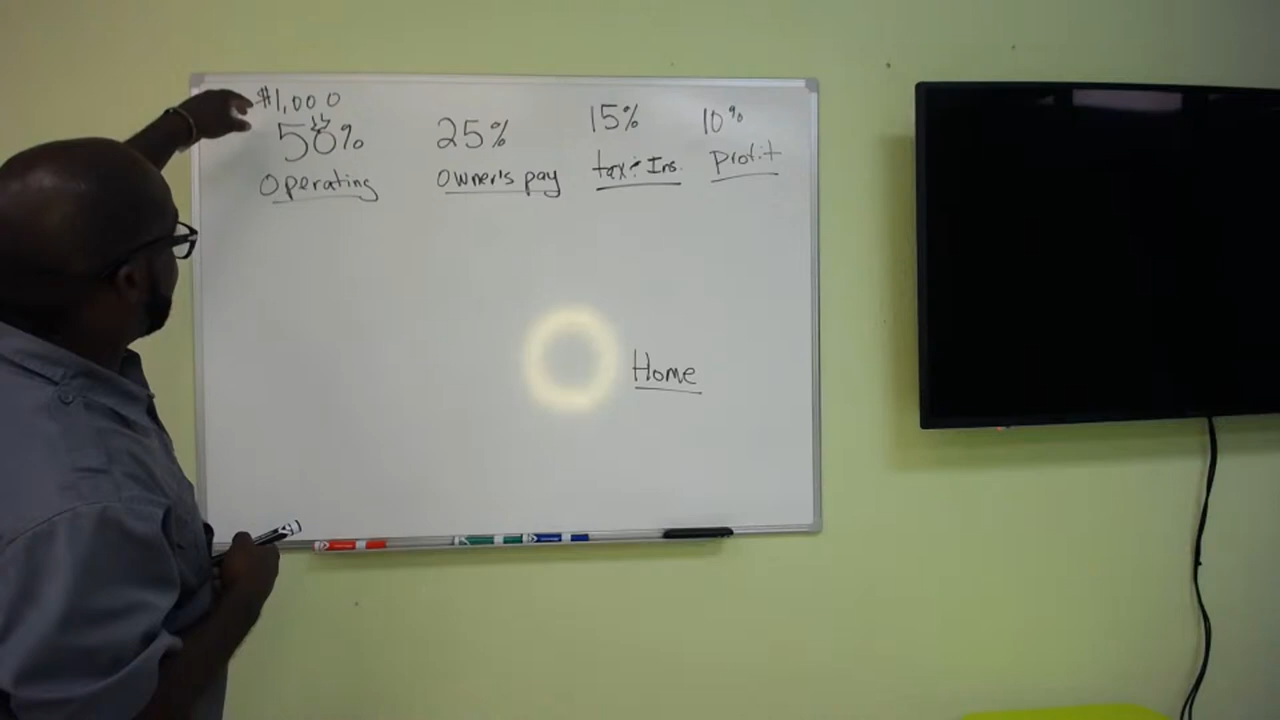 $1,000
50% 25% 15% 10%
Operating Owner's pay tax & Ins. Profit
Home